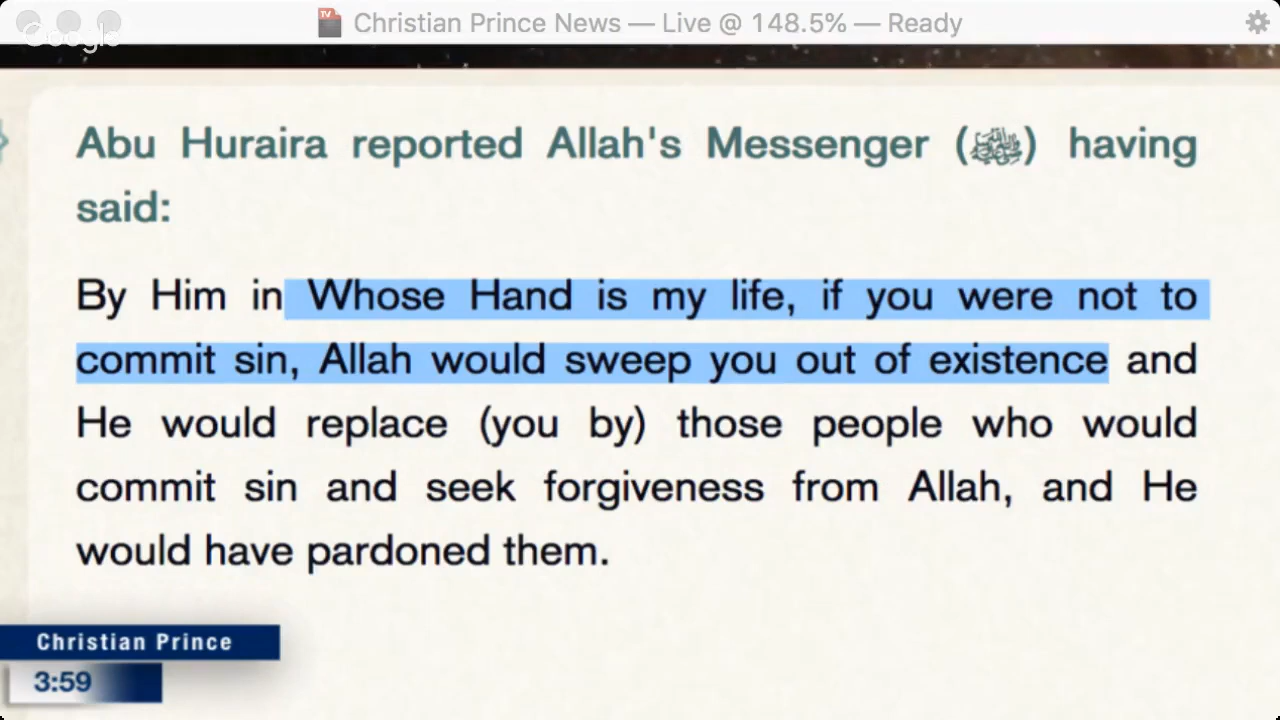 Christian Prince News — Live @ 148.5% — Ready
Google
Abu Huraira reported Allah's Messenger (ﷺ) having
said:
By Him in Whose Hand is my life, if you were not to
commit sin, Allah would sweep you out of existence and
He would replace (you by) those people who would
commit sin and seek forgiveness from Allah, and He
would have pardoned them.
Christian Prince
3:59